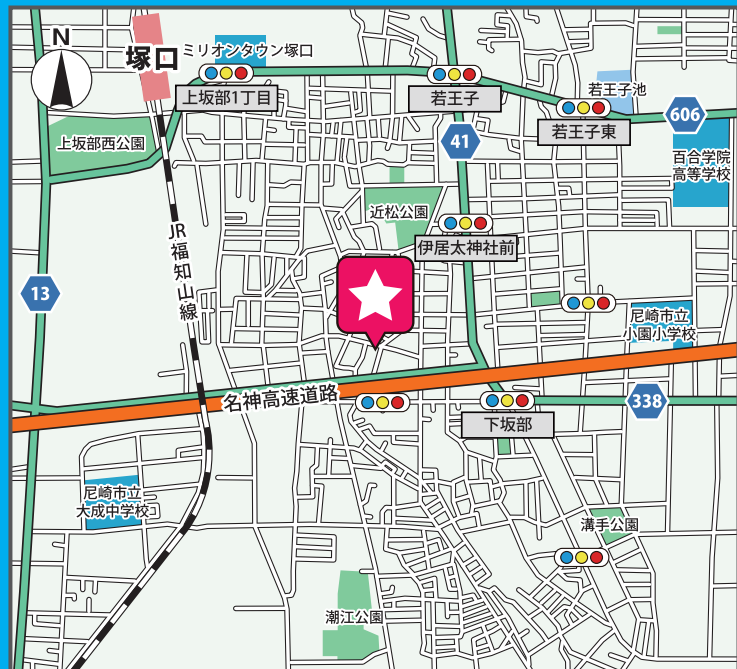 N
塚口
ミリオンタウン塚口
上坂部1丁目
若王子
若王子池
若王子東
606
41
上坂部西公園
百合学院
高等学校
近松公園
伊居太神社前
JR福知山線
13
尼崎市立
小園小学校
名神高速道路
338
下坂部
尼崎市立
大成中学校
溝手公園
潮江公園